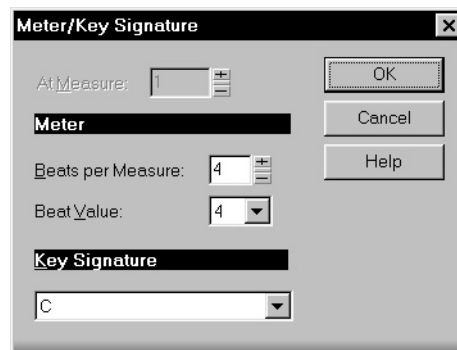 Meter/Key Signature
At Measure: 1
OK
Meter
Cancel
Beats per Measure: 4
Help
Beat Value: 4
Key Signature
C